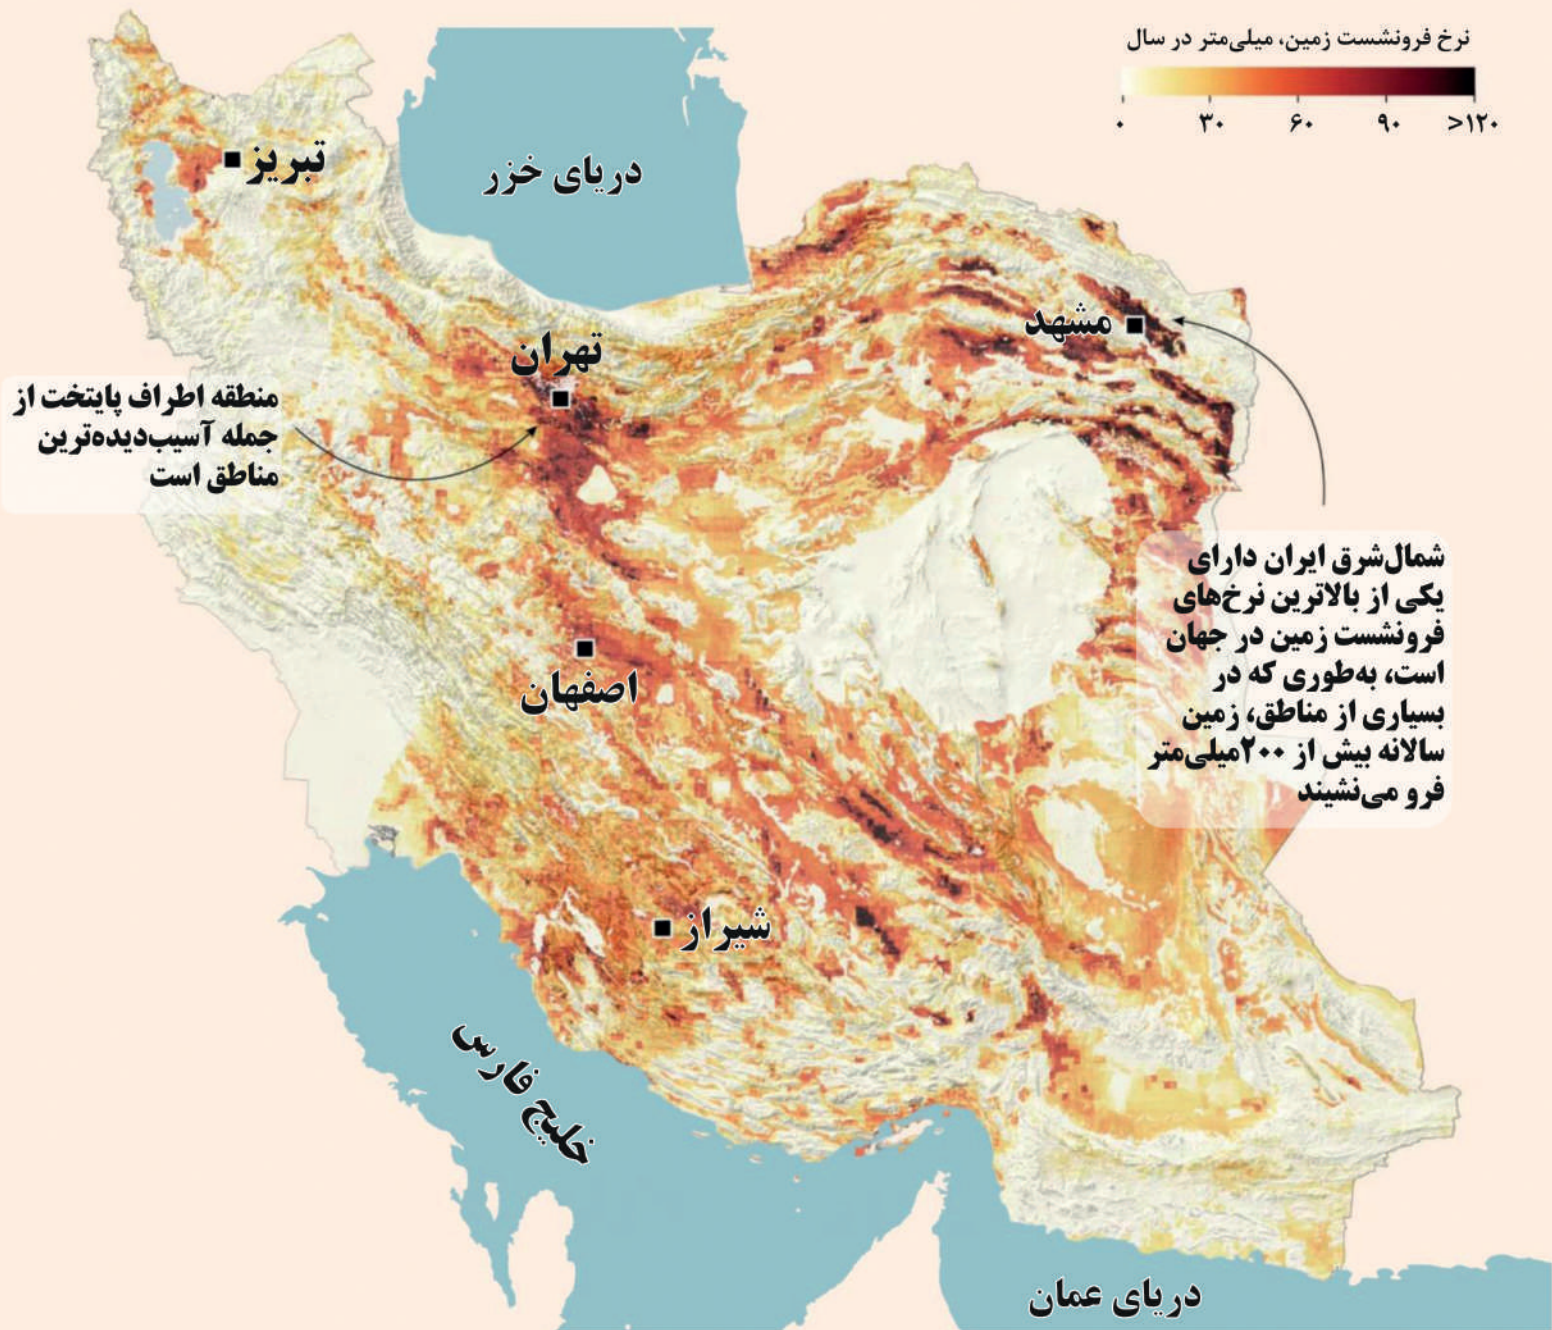 نرخ فرونشست زمین، میلی‌متر در سال
۰ ۳۰ ۶۰ ۹۰ >۱۲۰
دریای خزر
تبریز
مشهد
تهران
منطقه اطراف پایتخت از
جمله آسیب‌دیده‌ترین
مناطق است
شمال‌شرق ایران دارای
یکی از بالاترین نرخ‌های
فرونشست زمین در جهان
است، به‌طوری که در
بسیاری از مناطق، زمین
سالانه بیش از ۲۰۰میلی‌متر
فرو می‌نشیند
اصفهان
شیراز
خلیج فارس
دریای عمان